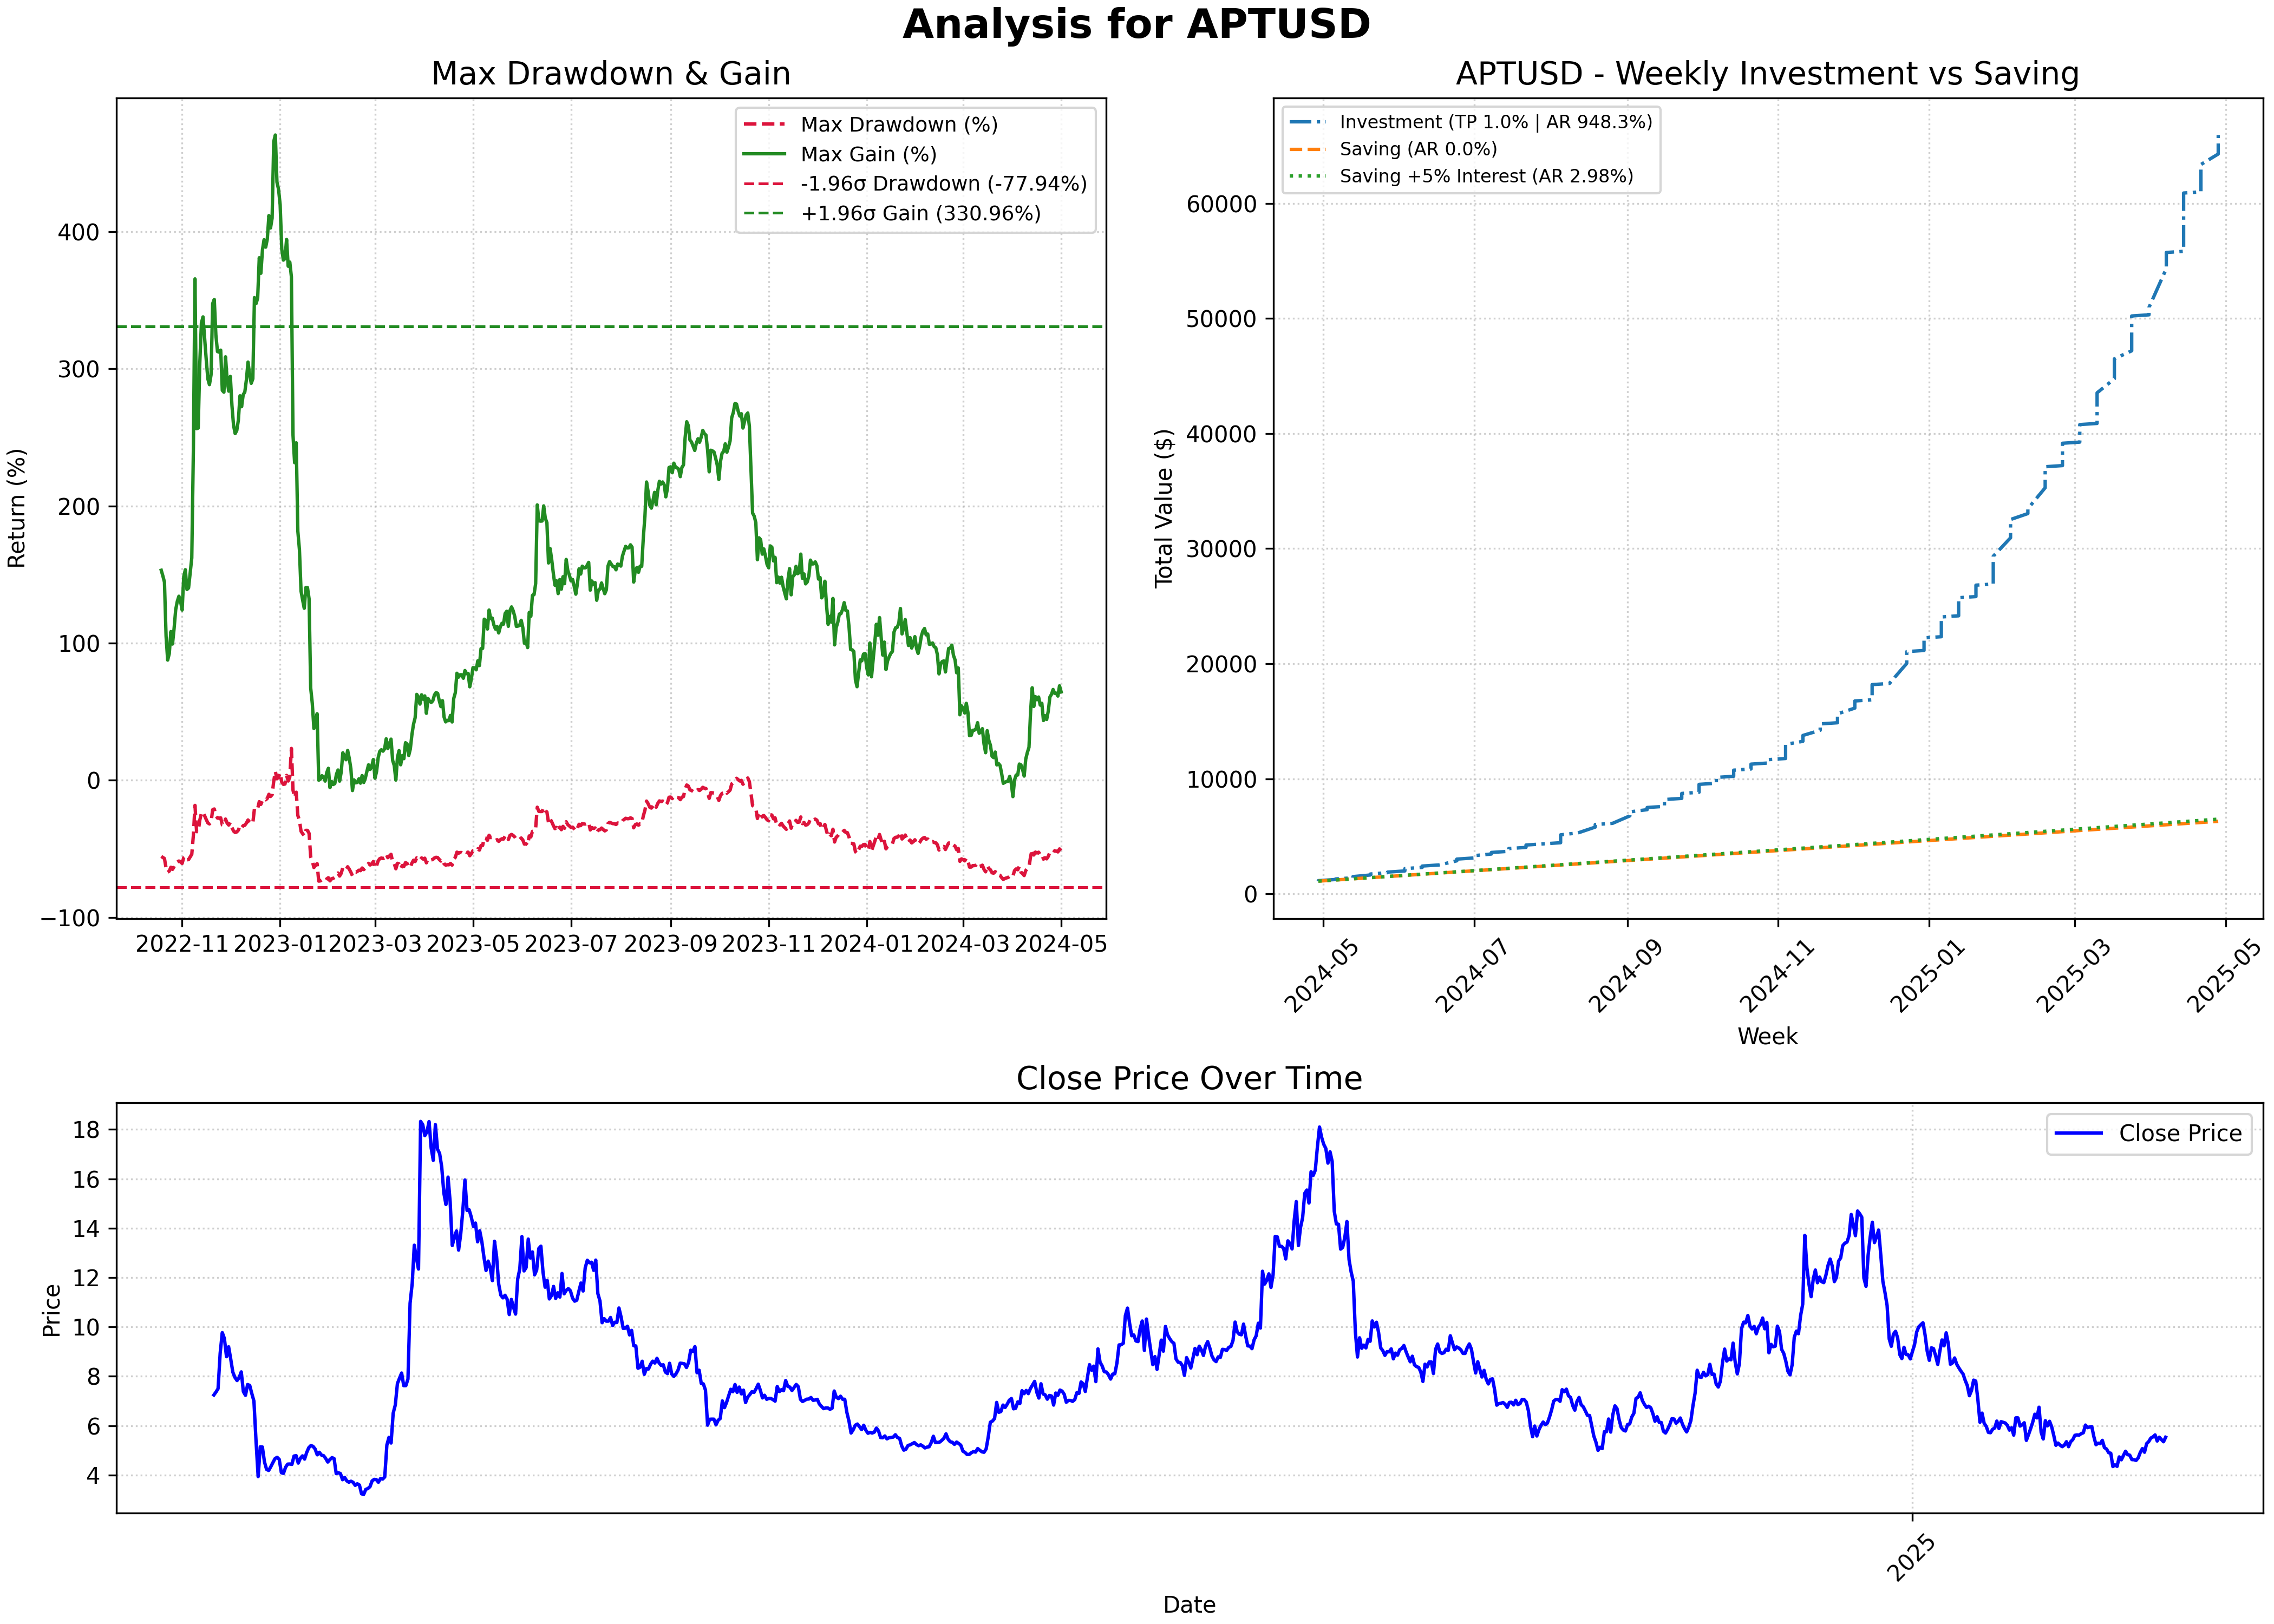 Analysis for APTUSD
Max Drawdown & Gain
Return (%)
400
300
200
100
0
−100
2022-11
2023-01
2023-03
2023-05
2023-07
2023-09
2023-11
2024-01
2024-03
2024-05
Max Drawdown (%)
Max Gain (%)
-1.96σ Drawdown (-77.94%)
+1.96σ Gain (330.96%)
APTUSD - Weekly Investment vs Saving
Total Value ($)
60000
50000
40000
30000
20000
10000
0
Investment (TP 1.0% | AR 948.3%)
Saving (AR 0.0%)
Saving +5% Interest (AR 2.98%)
2024-05
2024-07
2024-09
2024-11
2025-01
2025-03
2025-05
Week
Close Price Over Time
Price
18
16
14
12
10
8
6
4
Close Price
2025
Date